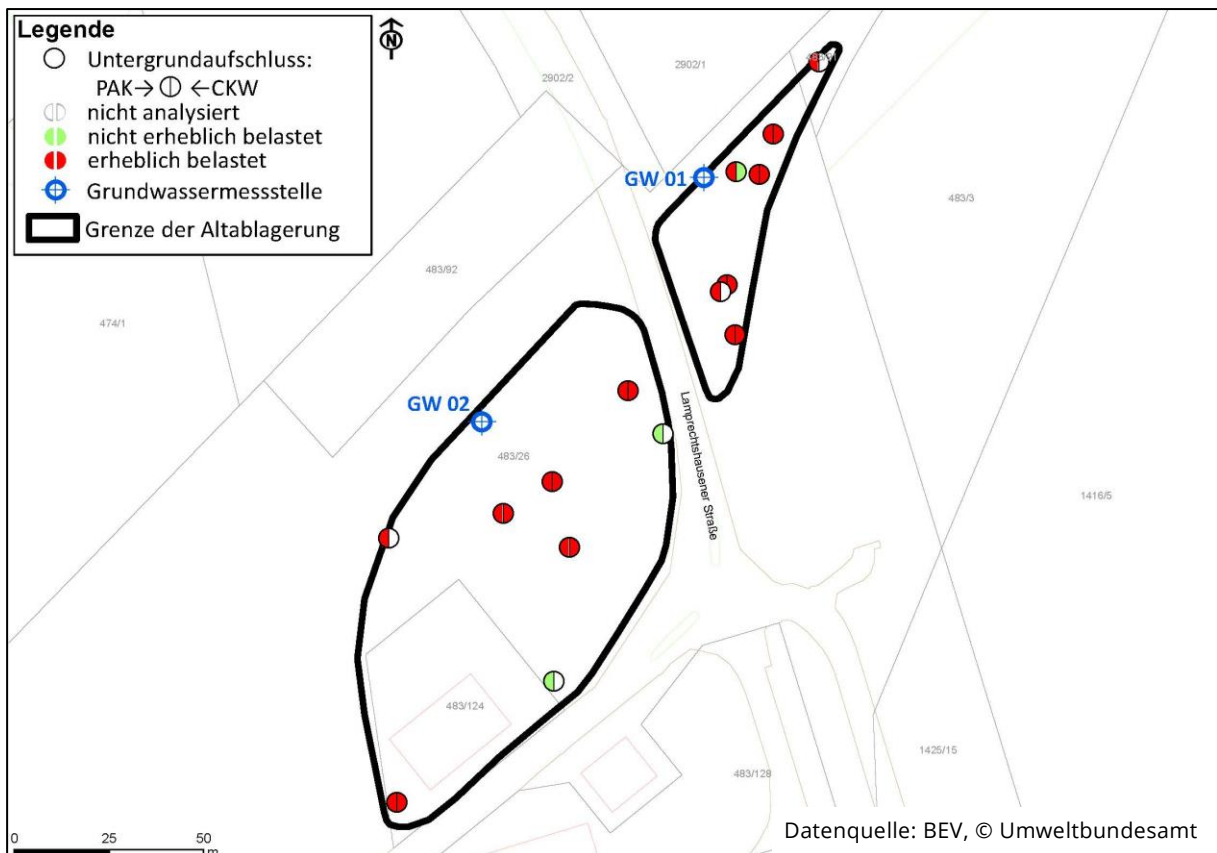 Legende
Untergrundaufschluss:
PAK→ ←CKW
nicht analysiert
nicht erheblich belastet
erheblich belastet
Grundwassermessstelle
Grenze der Altablagerung
N
2902/2
2902/1
GW 01
483/3
483/92
474/1
GW 02
483/26
Lamprechtshausener Straße
1416/5
483/124
1425/15
483/128
0 25 50
m
Datenquelle: BEV, © Umweltbundesamt